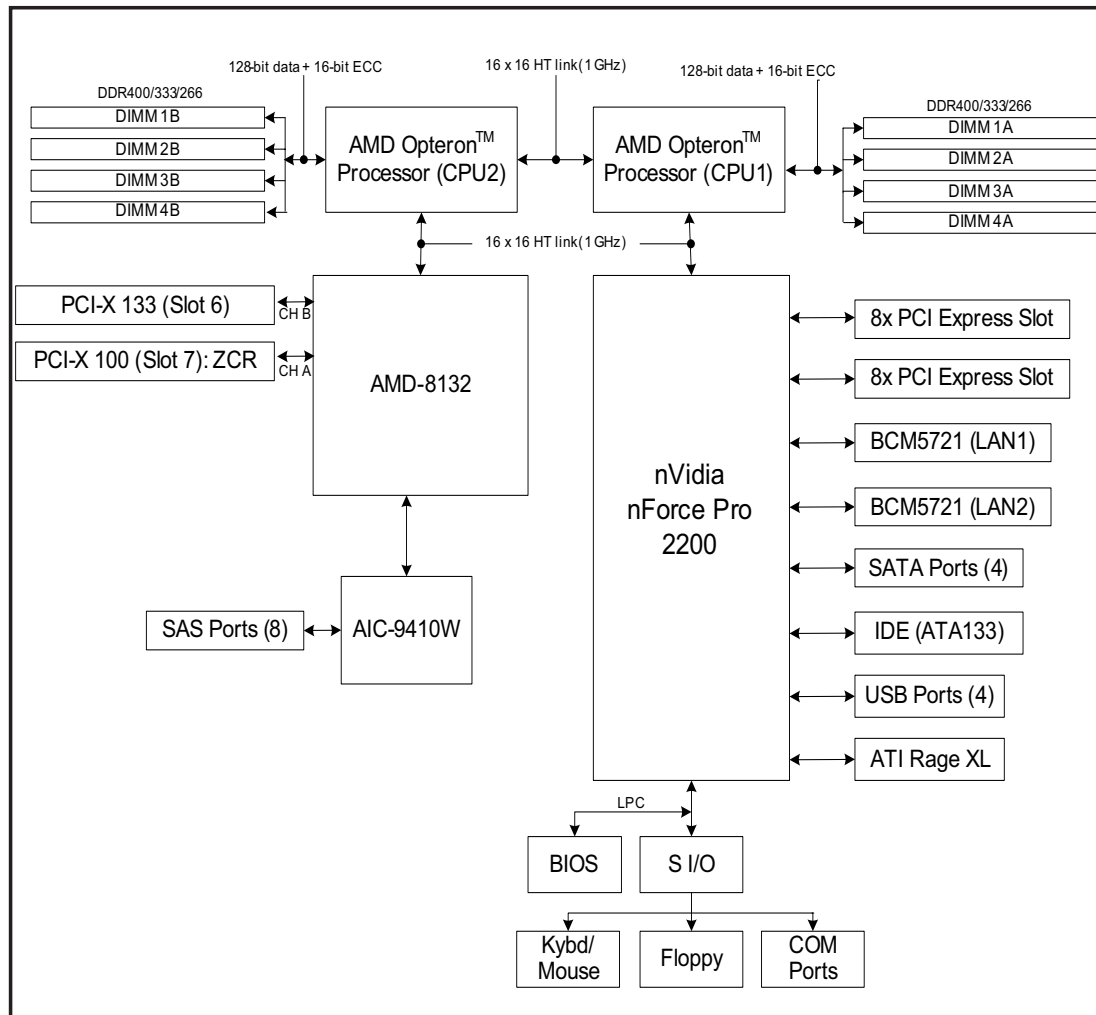 128-bit data + 16-bit ECC
16 x 16 HT link (1 GHz)
128-bit data + 16-bit ECC
DDR400/333/266
DIMM 1B
DIMM 2B
DIMM 3B
DIMM 4B
AMD Opteron™
Processor (CPU2)
AMD Opteron™
Processor (CPU1)
DDR400/333/266
DIMM 1A
DIMM 2A
DIMM 3A
DIMM 4A
16 x 16 HT link (1 GHz)
PCI-X 133 (Slot 6)
CH B
PCI-X 100 (Slot 7): ZCR
CH A
AMD-8132
nVidia
nForce Pro
2200
8x PCI Express Slot
8x PCI Express Slot
BCM5721 (LAN1)
BCM5721 (LAN2)
SATA Ports (4)
IDE (ATA133)
USB Ports (4)
ATI Rage XL
SAS Ports (8)
AIC-9410W
LPC
BIOS
S I/O
Kybd/
Mouse
Floppy
COM
Ports